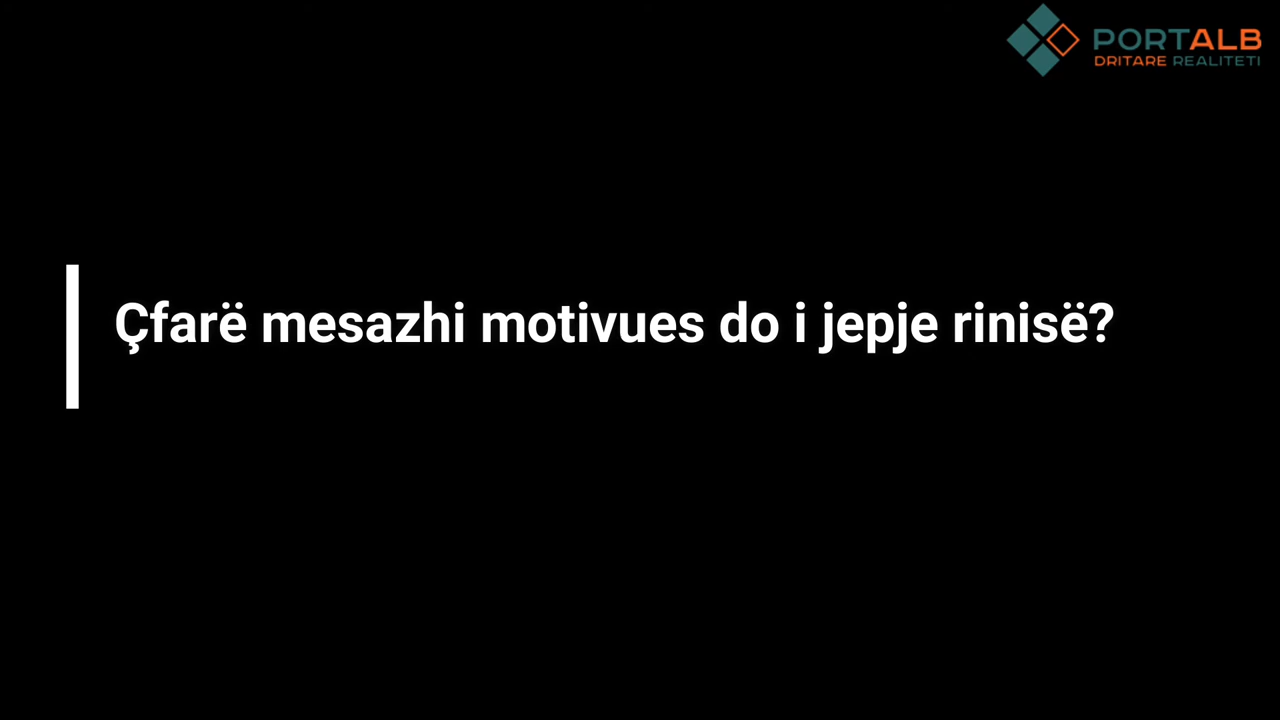 PORTALB
DRITARE REALITETI
Çfarë mesazhi motivues do i jepje rinisë?